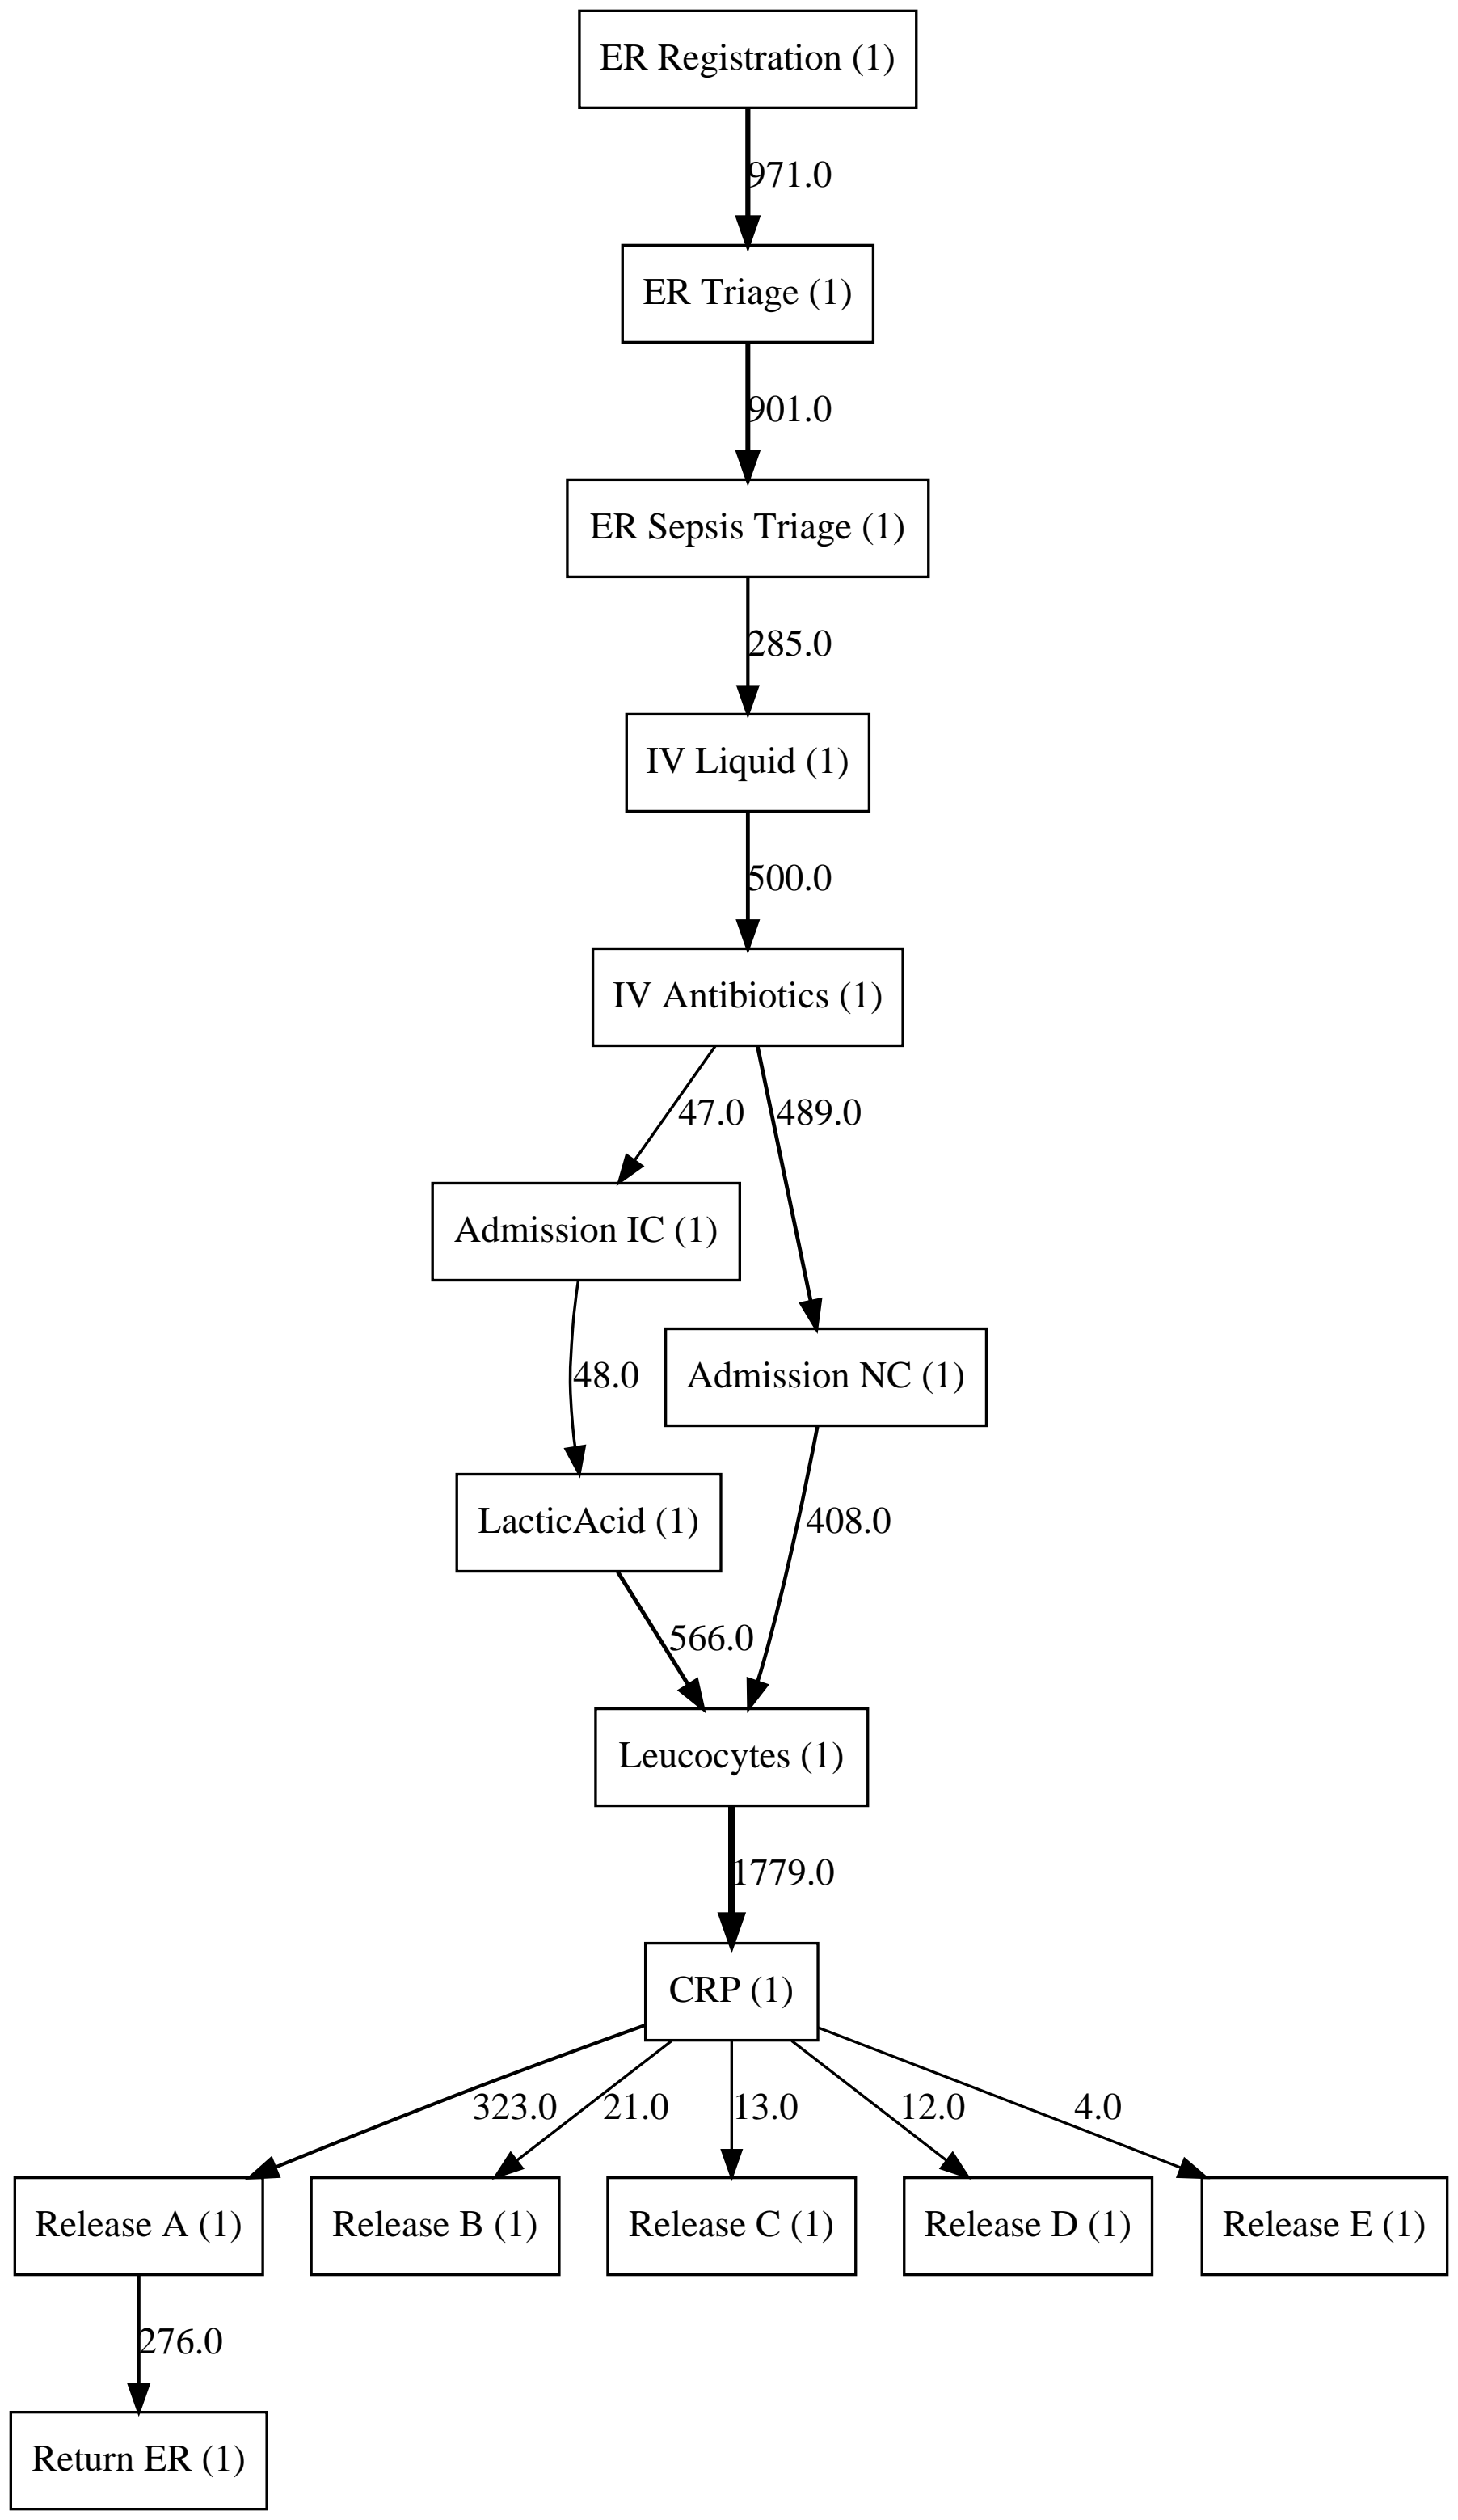 ER Registration (1)
971.0
ER Triage (1)
901.0
ER Sepsis Triage (1)
285.0
IV Liquid (1)
500.0
IV Antibiotics (1)
47.0
489.0
Admission IC (1)
Admission NC (1)
48.0
LacticAcid (1)
408.0
566.0
Leucocytes (1)
1779.0
CRP (1)
323.0
21.0
13.0
12.0
4.0
Release A (1)
Release B (1)
Release C (1)
Release D (1)
Release E (1)
276.0
Return ER (1)